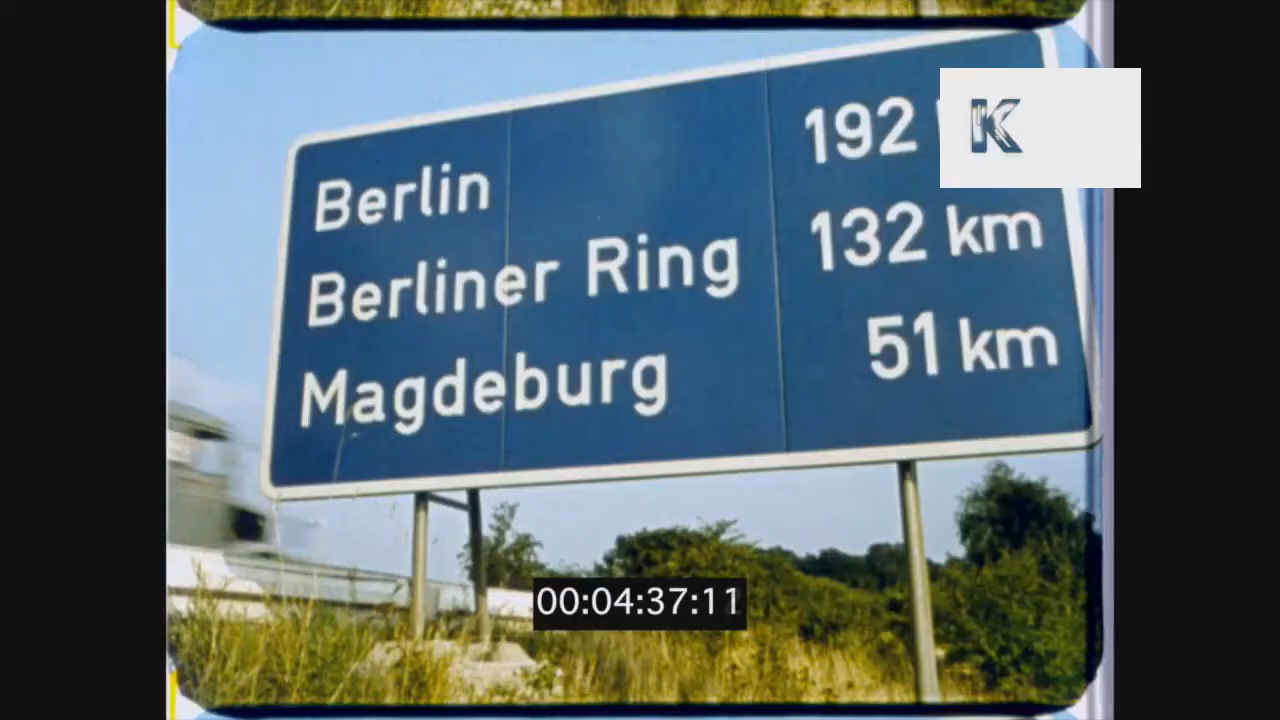 Berlin 192
Berliner Ring 132 km
Magdeburg 51 km
K
00:04:37:11